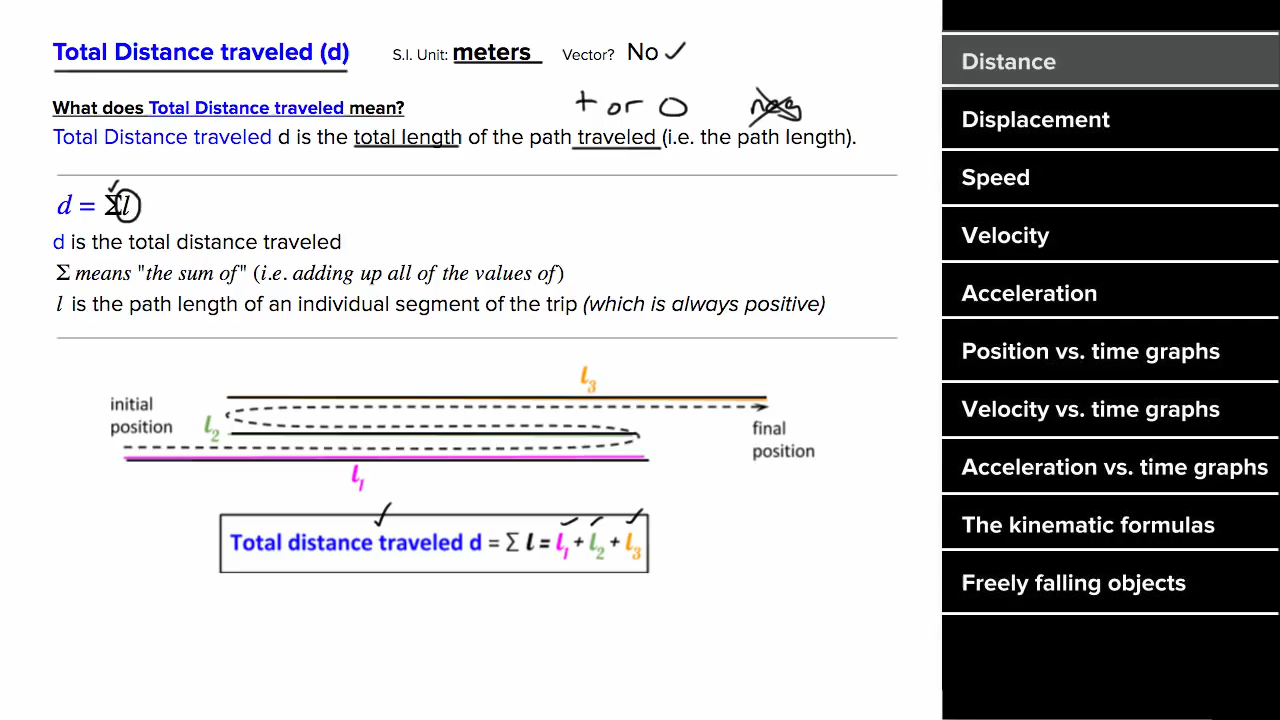 Total Distance traveled (d) S.I. Unit: meters Vector? No ✓
What does Total Distance traveled mean? + or 0 neg
Total Distance traveled d is the total length of the path traveled (i.e. the path length).
d = Σl
d is the total distance traveled
Σ means "the sum of" (i.e. adding up all of the values of)
l is the path length of an individual segment of the trip (which is always positive)
l₃
initial
position
l₂
final
position
l₁
Total distance traveled d = Σ l = l₁ + l₂ + l₃
Distance
Displacement
Speed
Velocity
Acceleration
Position vs. time graphs
Velocity vs. time graphs
Acceleration vs. time graphs
The kinematic formulas
Freely falling objects